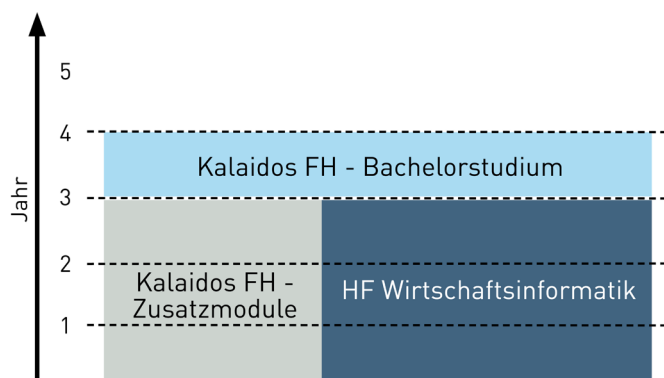 5
4
Kalaidos FH - Bachelorstudium
3
Jahr
2
Kalaidos FH -
Zusatzmodule
HF Wirtschaftsinformatik
1